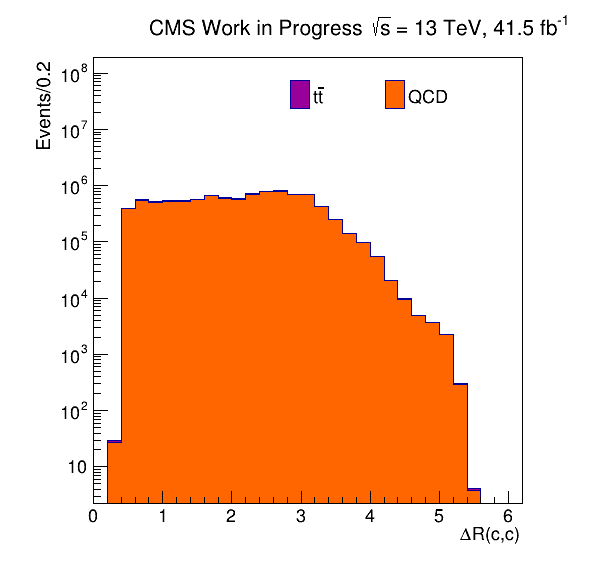 CMS Work in Progress √s = 13 TeV, 41.5 fb⁻¹
Events/0.2
tt̄ QCD
10⁸
10⁷
10⁶
10⁵
10⁴
10³
10²
10
0 1 2 3 4 5 6
ΔR(c,c)